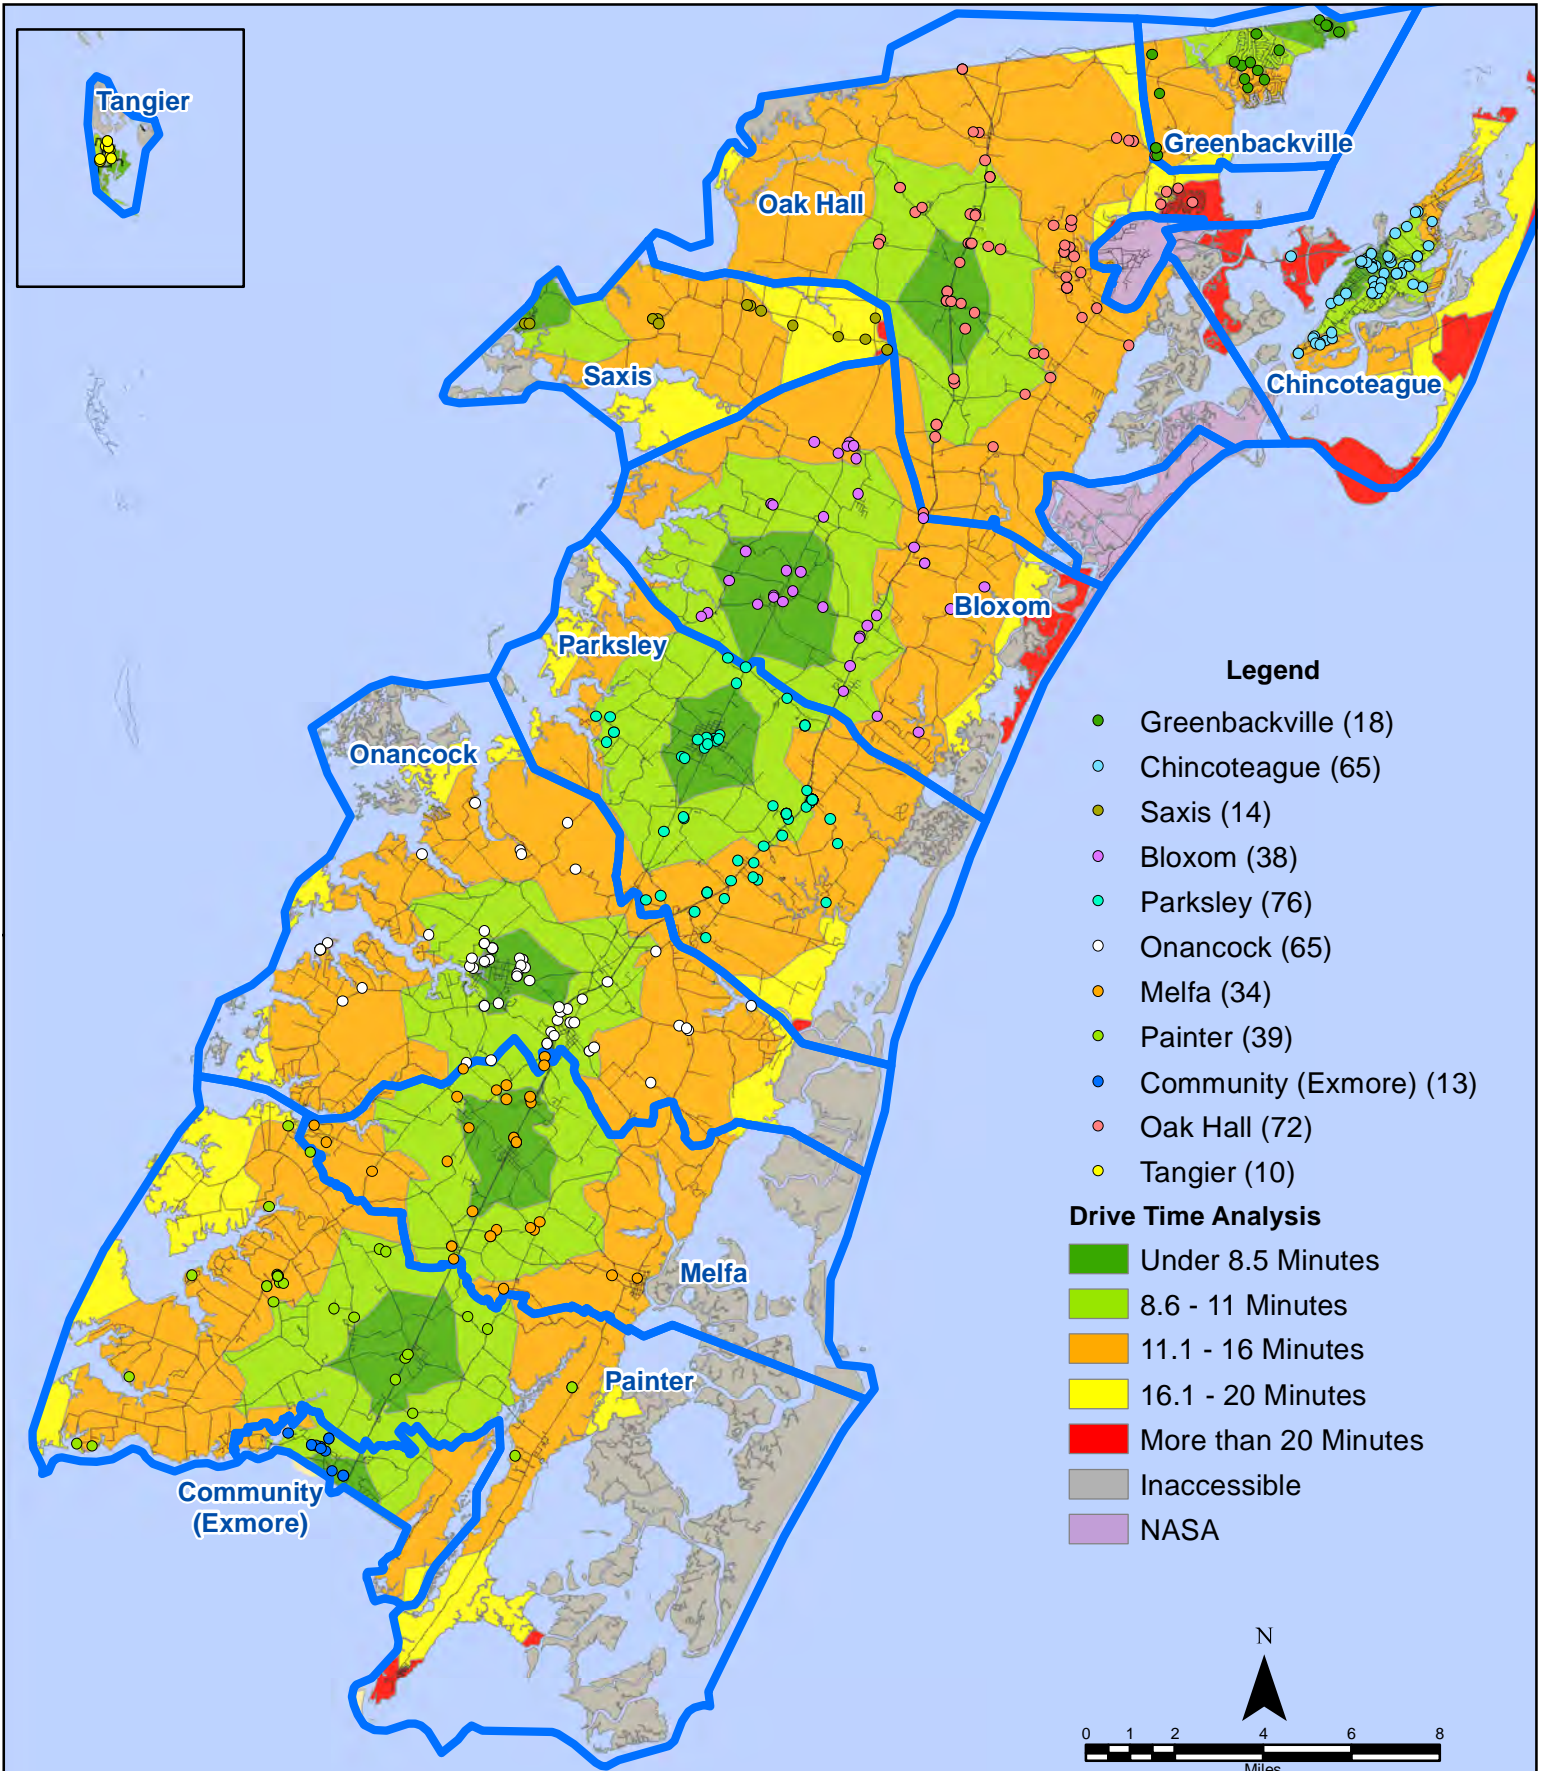 Tangier
Greenbackville
Oak Hall
Saxis
Chincoteague
Bloxom
Parksley
Onancock
Melfa
Painter
Community
(Exmore)
Legend
Greenbackville (18)
Chincoteague (65)
Saxis (14)
Bloxom (38)
Parksley (76)
Onancock (65)
Melfa (34)
Painter (39)
Community (Exmore) (13)
Oak Hall (72)
Tangier (10)
Drive Time Analysis
Under 8.5 Minutes
8.6 - 11 Minutes
11.1 - 16 Minutes
16.1 - 20 Minutes
More than 20 Minutes
Inaccessible
NASA
N
0 1 2 4 6 8
Miles